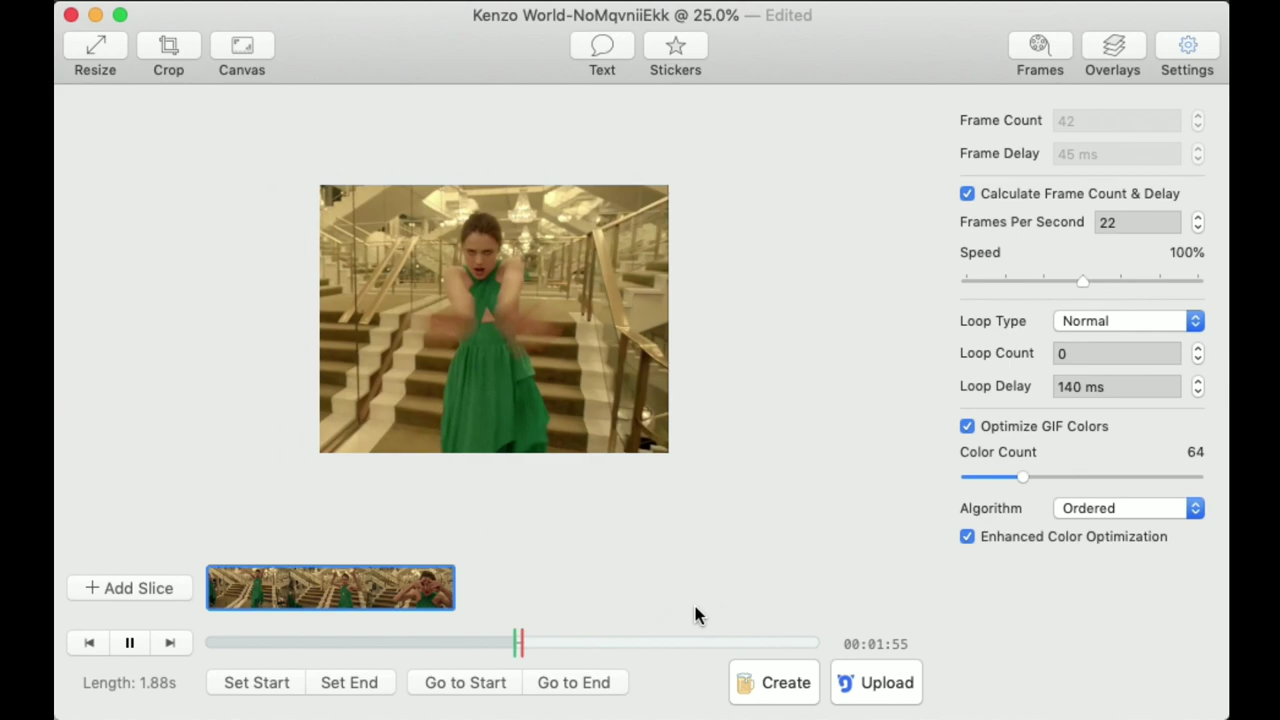 Kenzo World-NoMqvniiEkk @ 25.0% — Edited
Resize
Crop
Canvas
Text
Stickers
Frames
Overlays
Settings
Frame Count 42
Frame Delay 45 ms
Calculate Frame Count & Delay
Frames Per Second 22
Speed 100%
Loop Type Normal
Loop Count 0
Loop Delay 140 ms
Optimize GIF Colors
Color Count 64
Algorithm Ordered
Enhanced Color Optimization
+ Add Slice
00:01:55
Length: 1.88s
Set Start
Set End
Go to Start
Go to End
Create
Upload